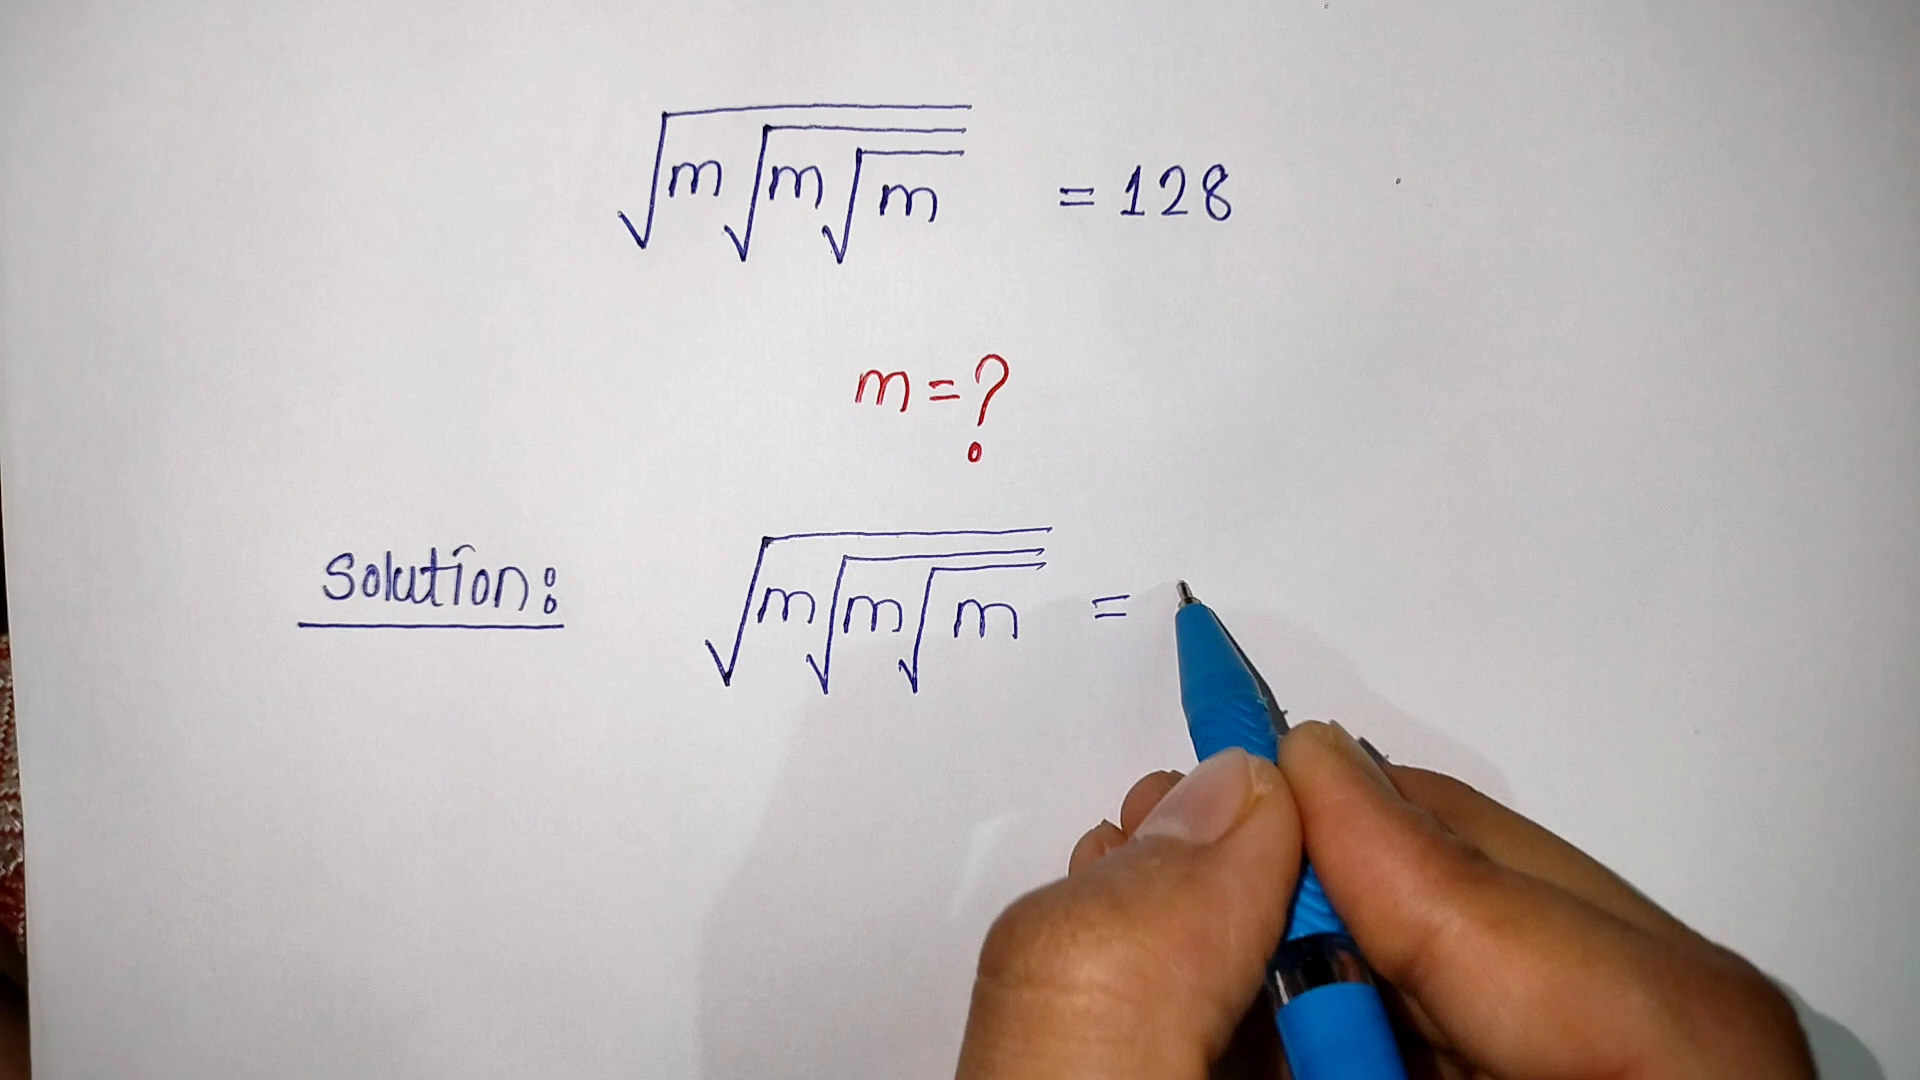 √m√m√m = 128
m = ?
Solution: √m√m√m =